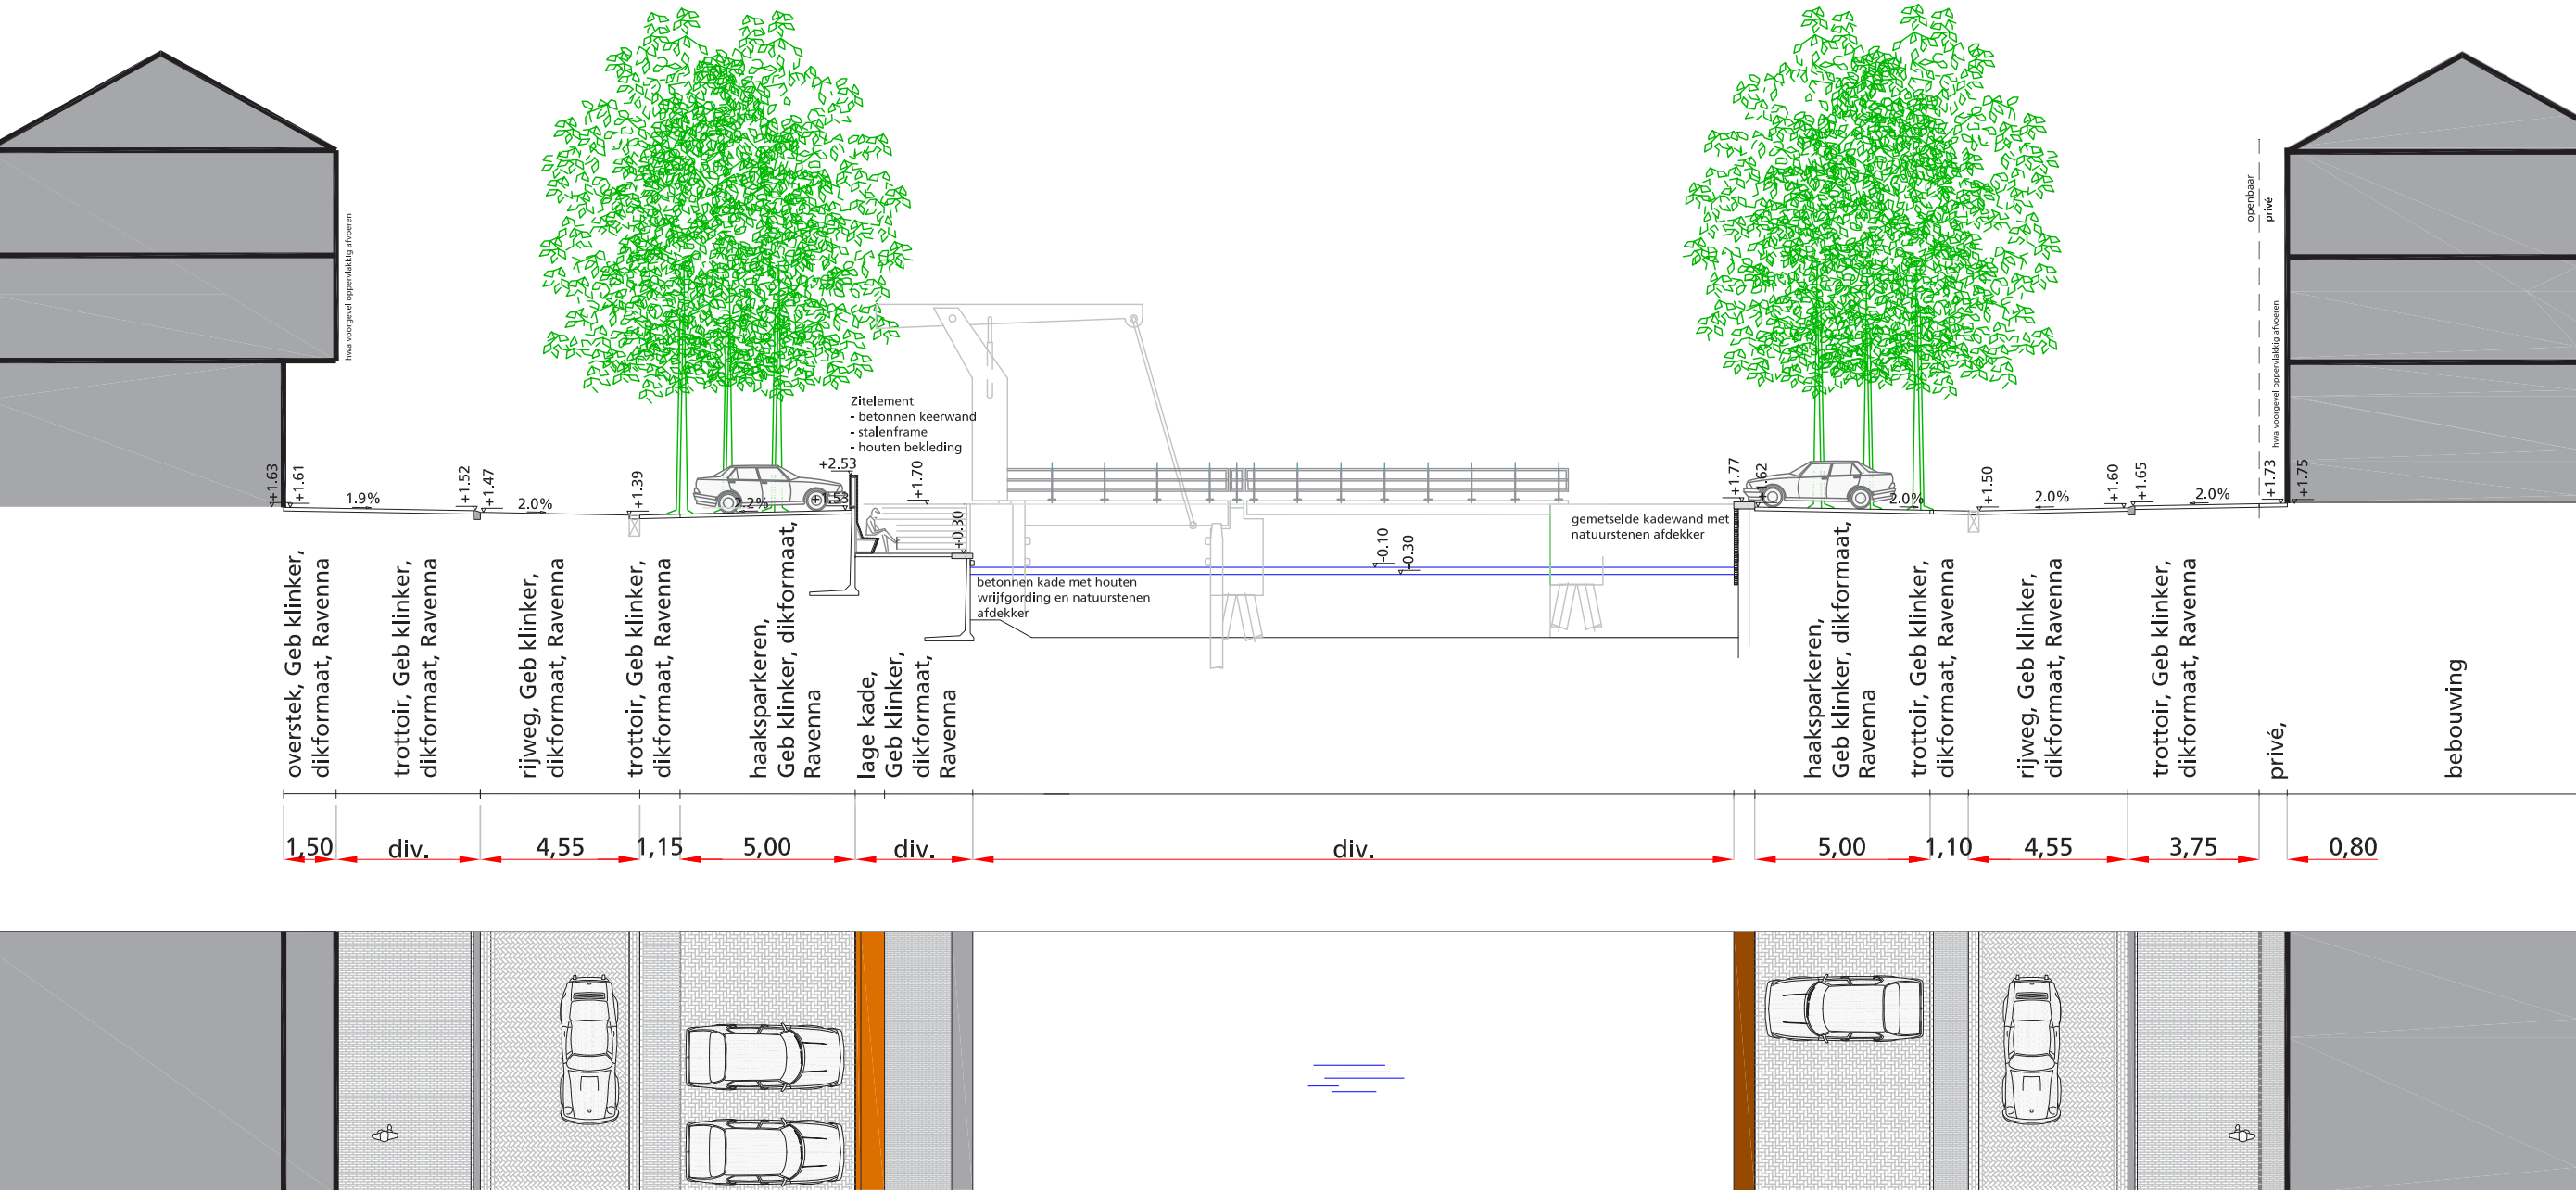 hwa voorgevel oppervlakkig afvoeren
openbaar
privé
hwa voorgevel oppervlakkig afvoeren
Zitelement
- betonnen keerwand
- stalenframe
- houten bekleding
+1.63
+1.61
1.9%
+1.52
+1.47
2.0%
+1.39
2.2%
+2.53
+1.53
+1.70
+0.30
-0.10
-0.30
gemetselde kadewand met
natuurstenen afdekker
betonnen kade met houten
wrijfgording en natuurstenen
afdekker
+1.77
+1.62
2.0%
+1.50
2.0%
+1.60
+1.65
2.0%
+1.73
+1.75
overstek, Geb klinker,
dikformaat, Ravenna
trottoir, Geb klinker,
dikformaat, Ravenna
rijweg, Geb klinker,
dikformaat, Ravenna
trottoir, Geb klinker,
dikformaat, Ravenna
haaksparkeren,
Geb klinker, dikformaat,
Ravenna
lage kade,
Geb klinker,
dikformaat,
Ravenna
haaksparkeren,
Geb klinker, dikformaat,
Ravenna
trottoir, Geb klinker,
dikformaat, Ravenna
rijweg, Geb klinker,
dikformaat, Ravenna
trottoir, Geb klinker,
dikformaat, Ravenna
privé,
bebouwing
1,50
div.
4,55
1,15
5,00
div.
div.
5,00
1,10
4,55
3,75
0,80